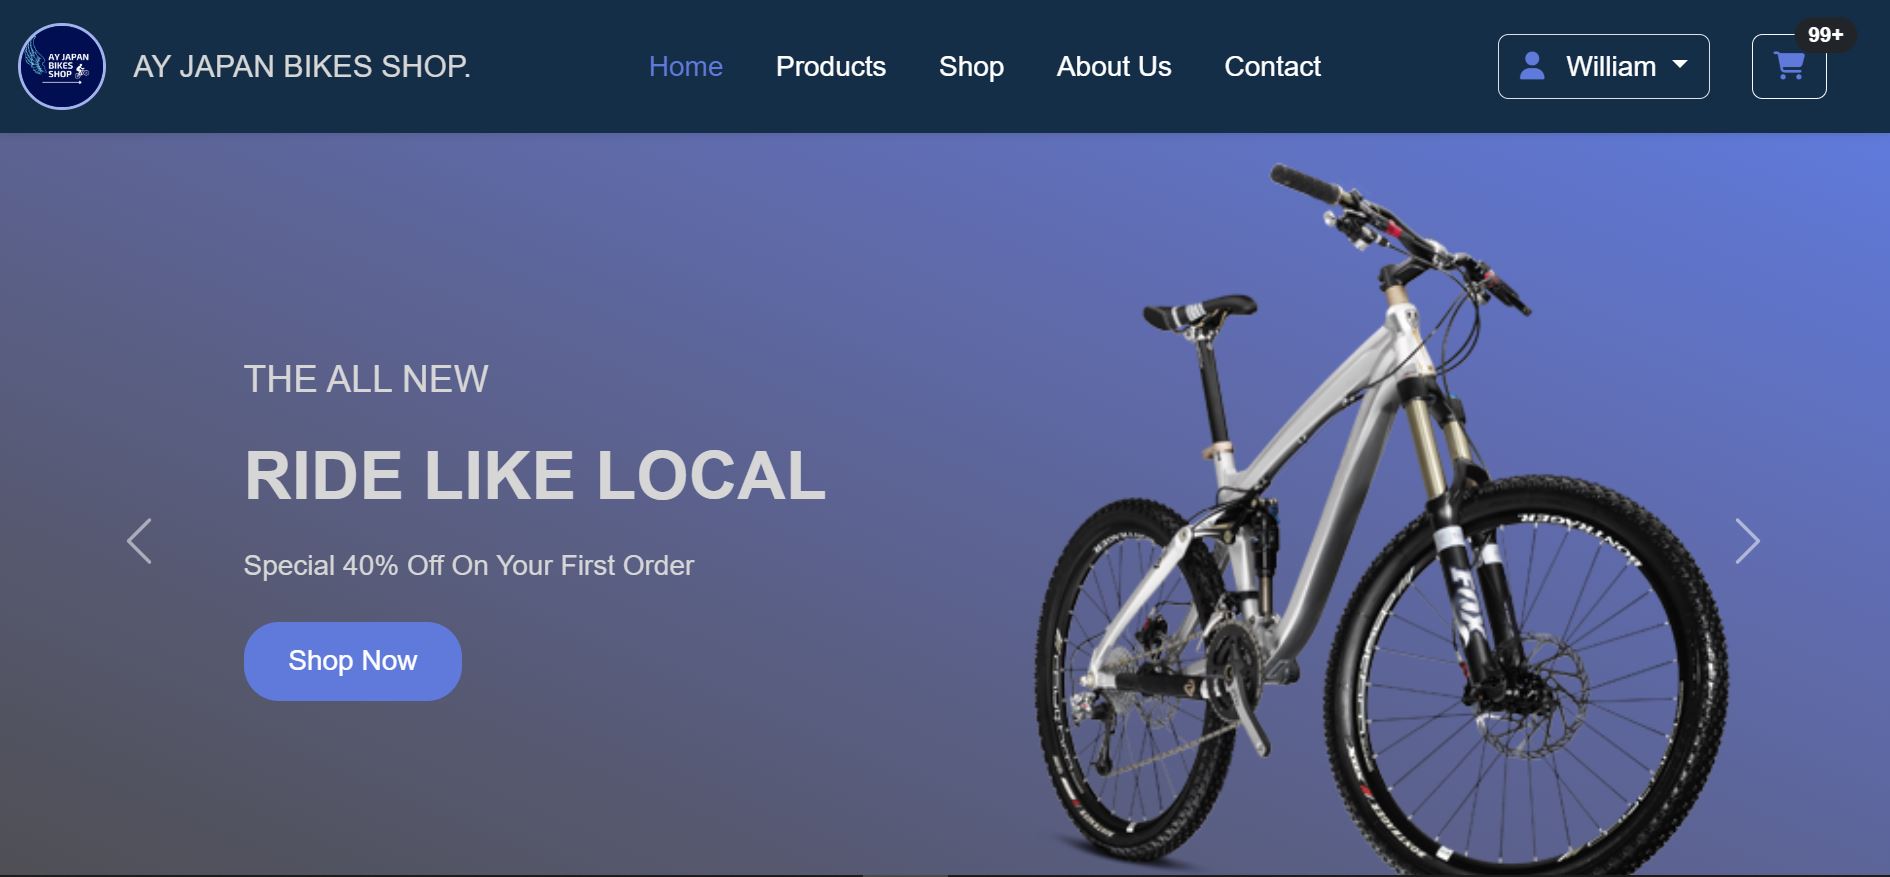 AY JAPAN
BIKES
SHOP
AY JAPAN BIKES SHOP.
Home
Products
Shop
About Us
Contact
William
99+
THE ALL NEW
RIDE LIKE LOCAL
Special 40% Off On Your First Order
Shop Now
FOX
BONTRAGER